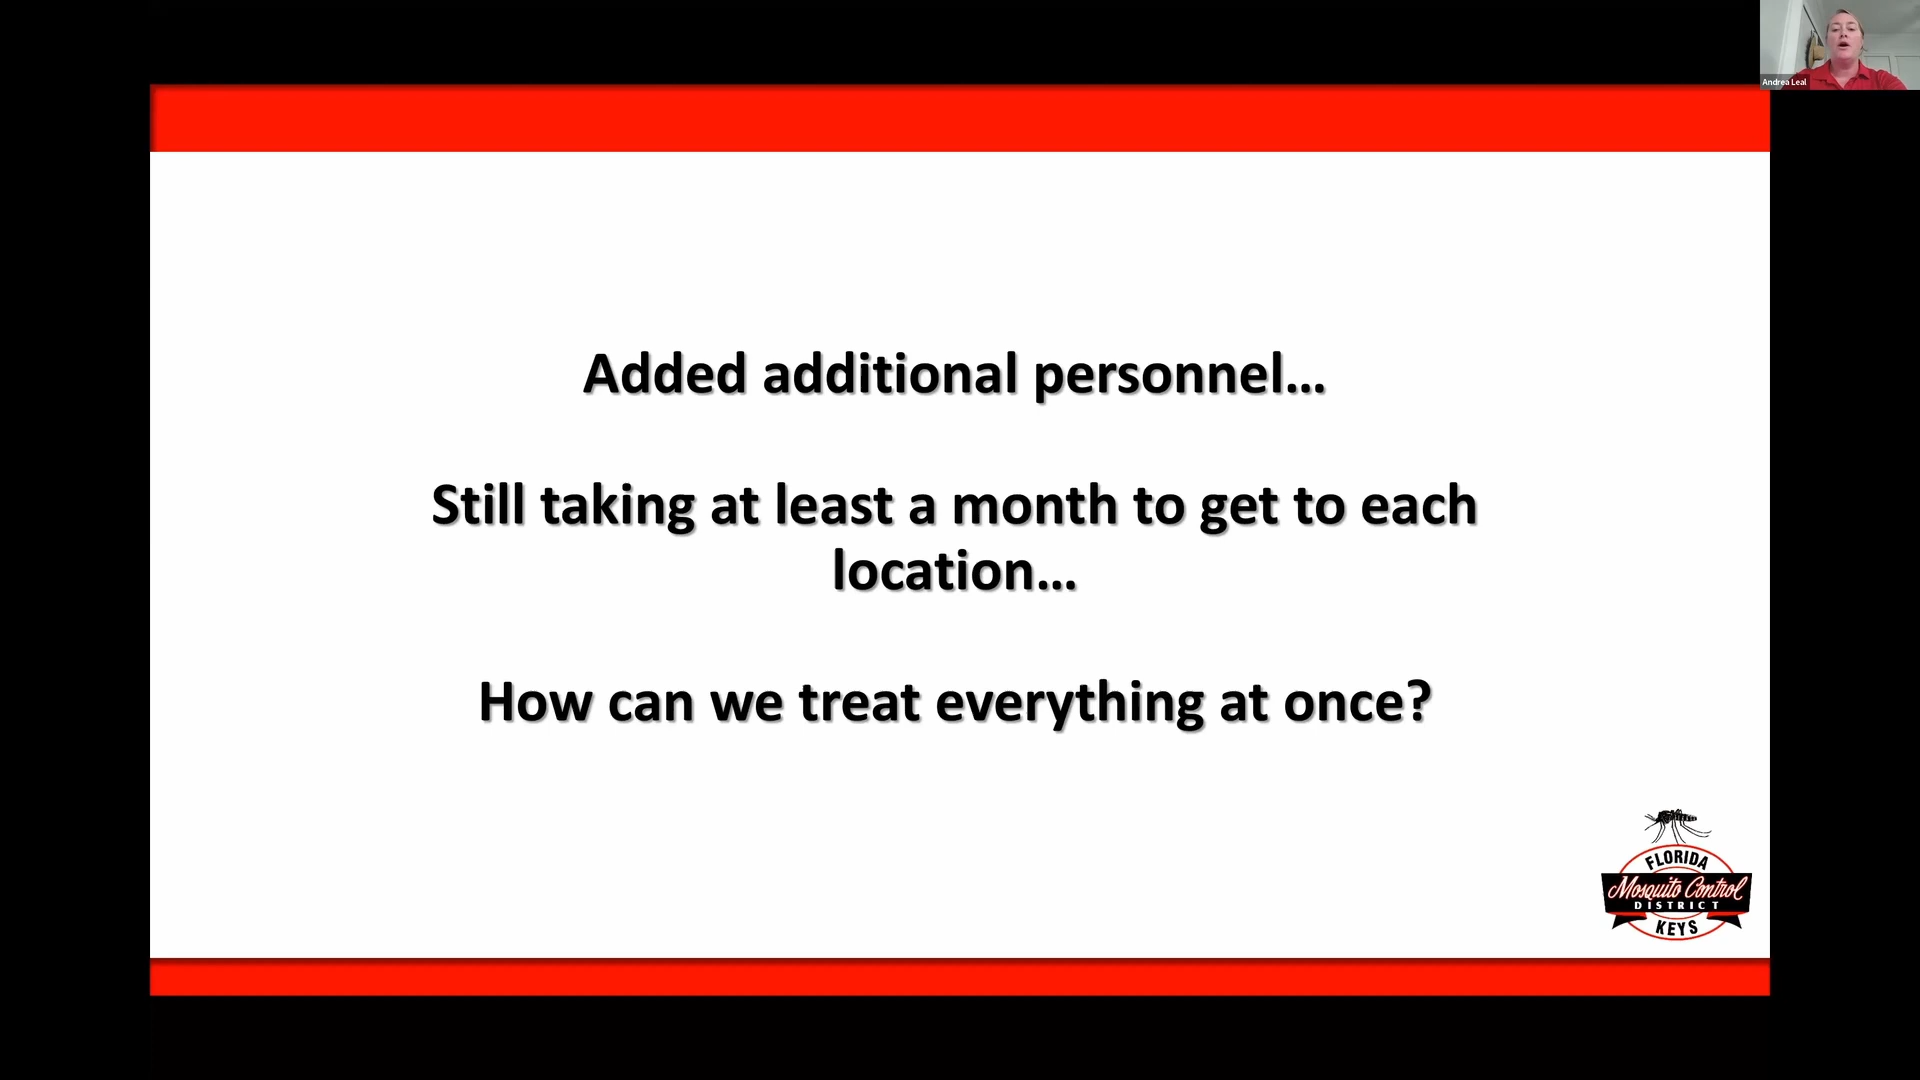 Andrea Leal
Added additional personnel...
Still taking at least a month to get to each
location...
How can we treat everything at once?
FLORIDA
Mosquito Control
DISTRICT
KEYS